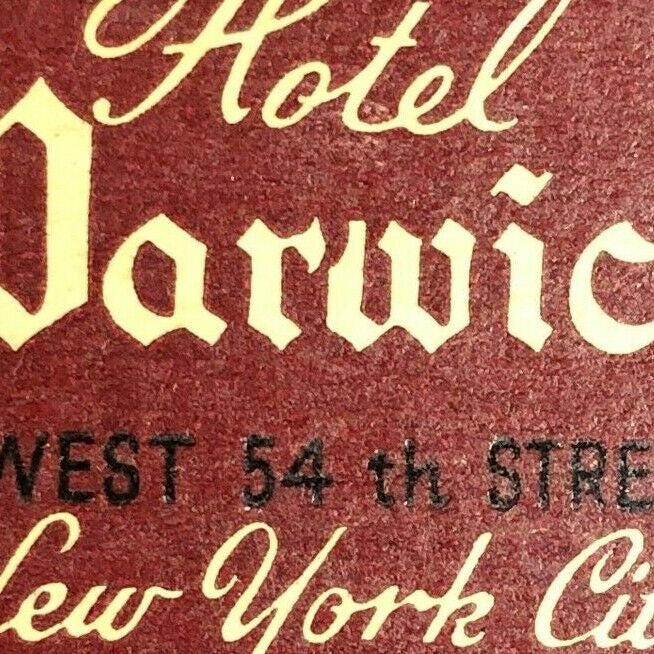 Hotel
Warwic
WEST 54 th STRE
New York Cit